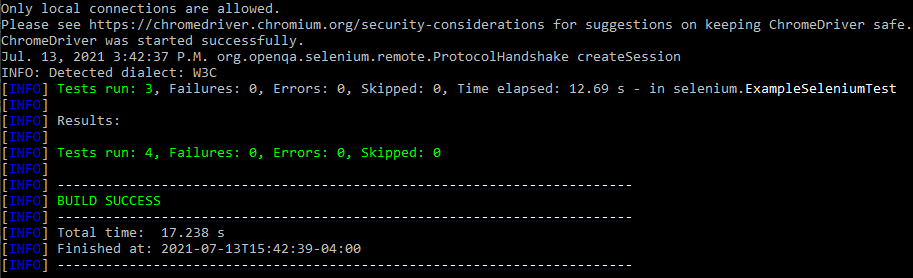 Only local connections are allowed.
Please see https://chromedriver.chromium.org/security-considerations for suggestions on keeping ChromeDriver safe.
ChromeDriver was started successfully.
Jul. 13, 2021 3:42:37 P.M. org.openqa.selenium.remote.ProtocolHandshake createSession
INFO: Detected dialect: W3C
[INFO] Tests run: 3, Failures: 0, Errors: 0, Skipped: 0, Time elapsed: 12.69 s - in selenium.ExampleSeleniumTest
[INFO]
[INFO] Results:
[INFO]
[INFO] Tests run: 4, Failures: 0, Errors: 0, Skipped: 0
[INFO]
[INFO] ------------------------------------------------------------------------
[INFO] BUILD SUCCESS
[INFO] ------------------------------------------------------------------------
[INFO] Total time:  17.238 s
[INFO] Finished at: 2021-07-13T15:42:39-04:00
[INFO] ------------------------------------------------------------------------